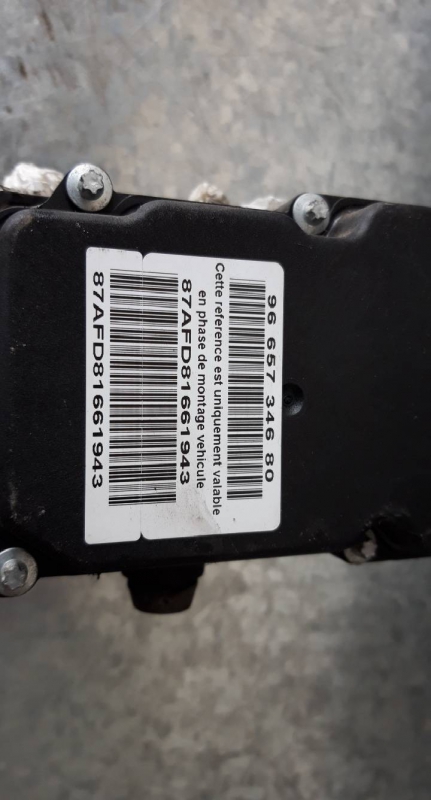 96 657 346 80
Cette reference est uniquement valable
en phase de montage vehicule
87AFD81661943
87AFD81661943